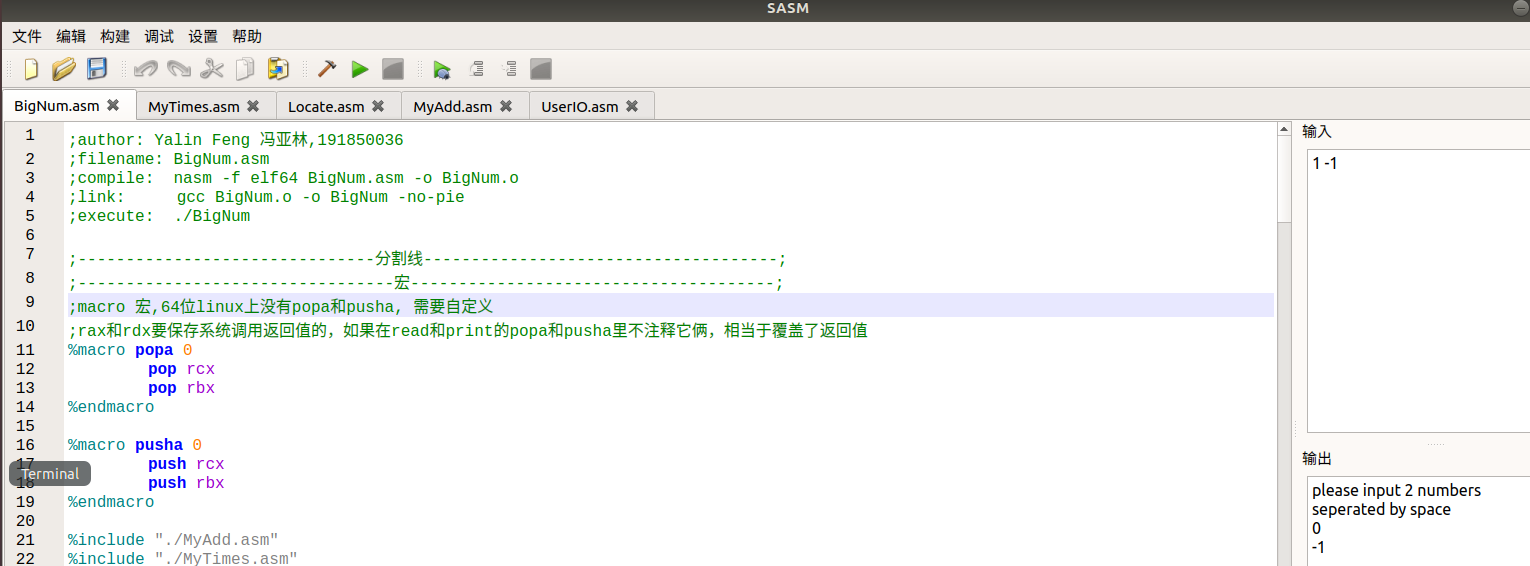 SASM
文件 编辑 构建 调试 设置 帮助
BigNum.asm MyTimes.asm Locate.asm MyAdd.asm UserIO.asm
1 ;author: Yalin Feng 冯亚林,191850036
2 ;filename: BigNum.asm
3 ;compile:  nasm -f elf64 BigNum.asm -o BigNum.o
4 ;link:     gcc BigNum.o -o BigNum -no-pie
5 ;execute:  ./BigNum
6
7 ;-------------------------------分割线-------------------------------------;
8 ;---------------------------------宏--------------------------------------;
9 ;macro 宏,64位linux上没有popa和pusha, 需要自定义
10 ;rax和rdx要保存系统调用返回值的，如果在read和print的popa和pusha里不注释它俩，相当于覆盖了返回值
11 %macro popa 0
12 pop rcx
13 pop rbx
14 %endmacro
15
16 %macro pusha 0
17 push rcx
18 push rbx
19 %endmacro
20
21 %include "./MyAdd.asm"
22 %include "./MyTimes.asm"
Terminal
输入
1 -1
输出
please input 2 numbers
seperated by space
0
-1